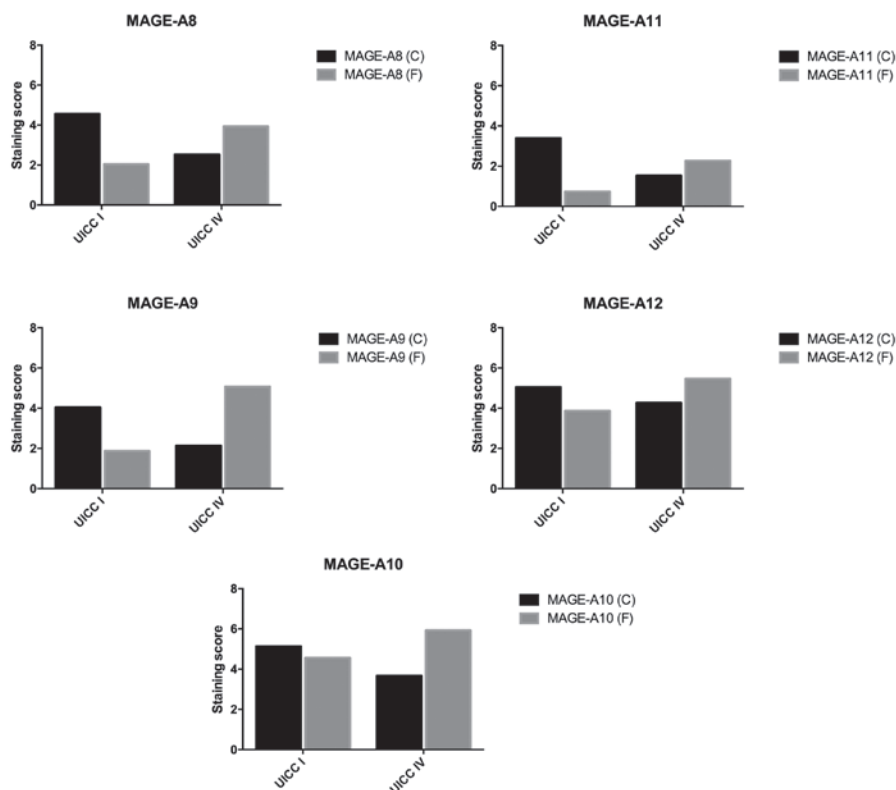 MAGE-A8
8
6
4
2
0
Staining score
UICC I
UICC IV
MAGE-A8 (C)
MAGE-A8 (F)
MAGE-A11
8
6
4
2
0
Staining score
UICC I
UICC IV
MAGE-A11 (C)
MAGE-A11 (F)
MAGE-A9
8
6
4
2
0
Staining score
UICC I
UICC IV
MAGE-A9 (C)
MAGE-A9 (F)
MAGE-A12
8
6
4
2
0
Staining score
UICC I
UICC IV
MAGE-A12 (C)
MAGE-A12 (F)
MAGE-A10
8
6
4
2
0
Staining score
UICC I
UICC IV
MAGE-A10 (C)
MAGE-A10 (F)